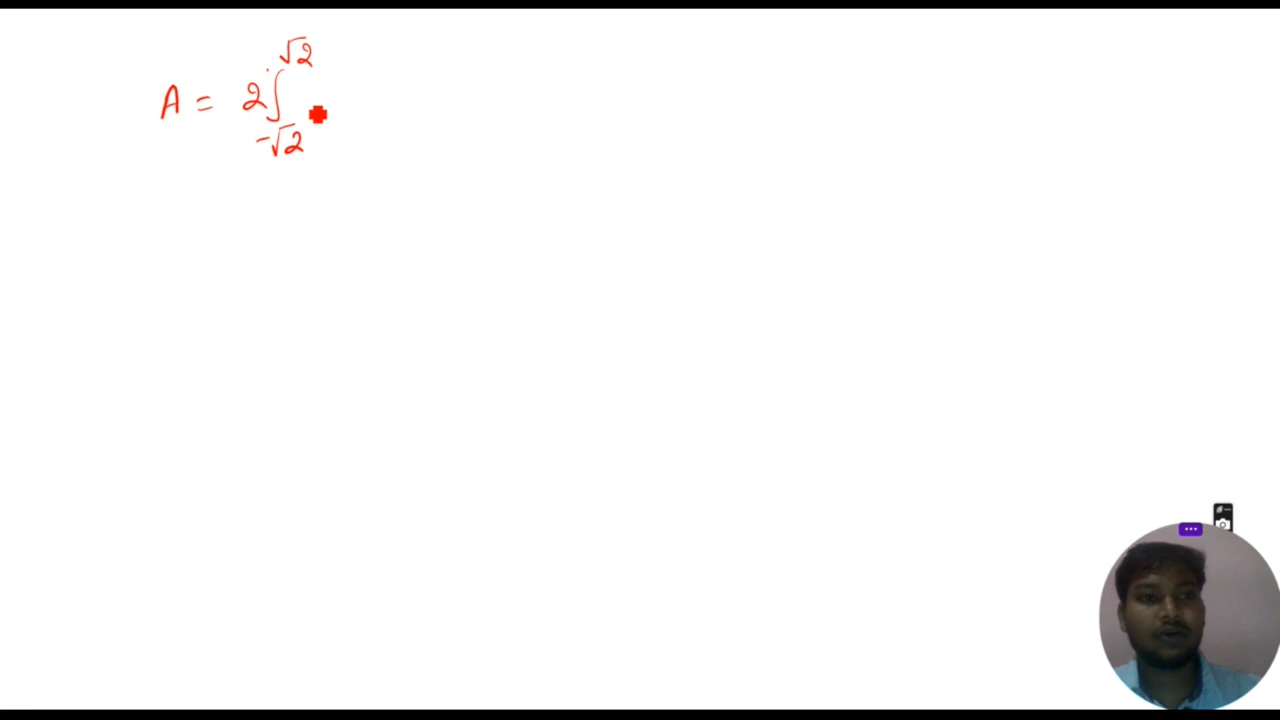 A = 2∫_{-√2}^{√2}